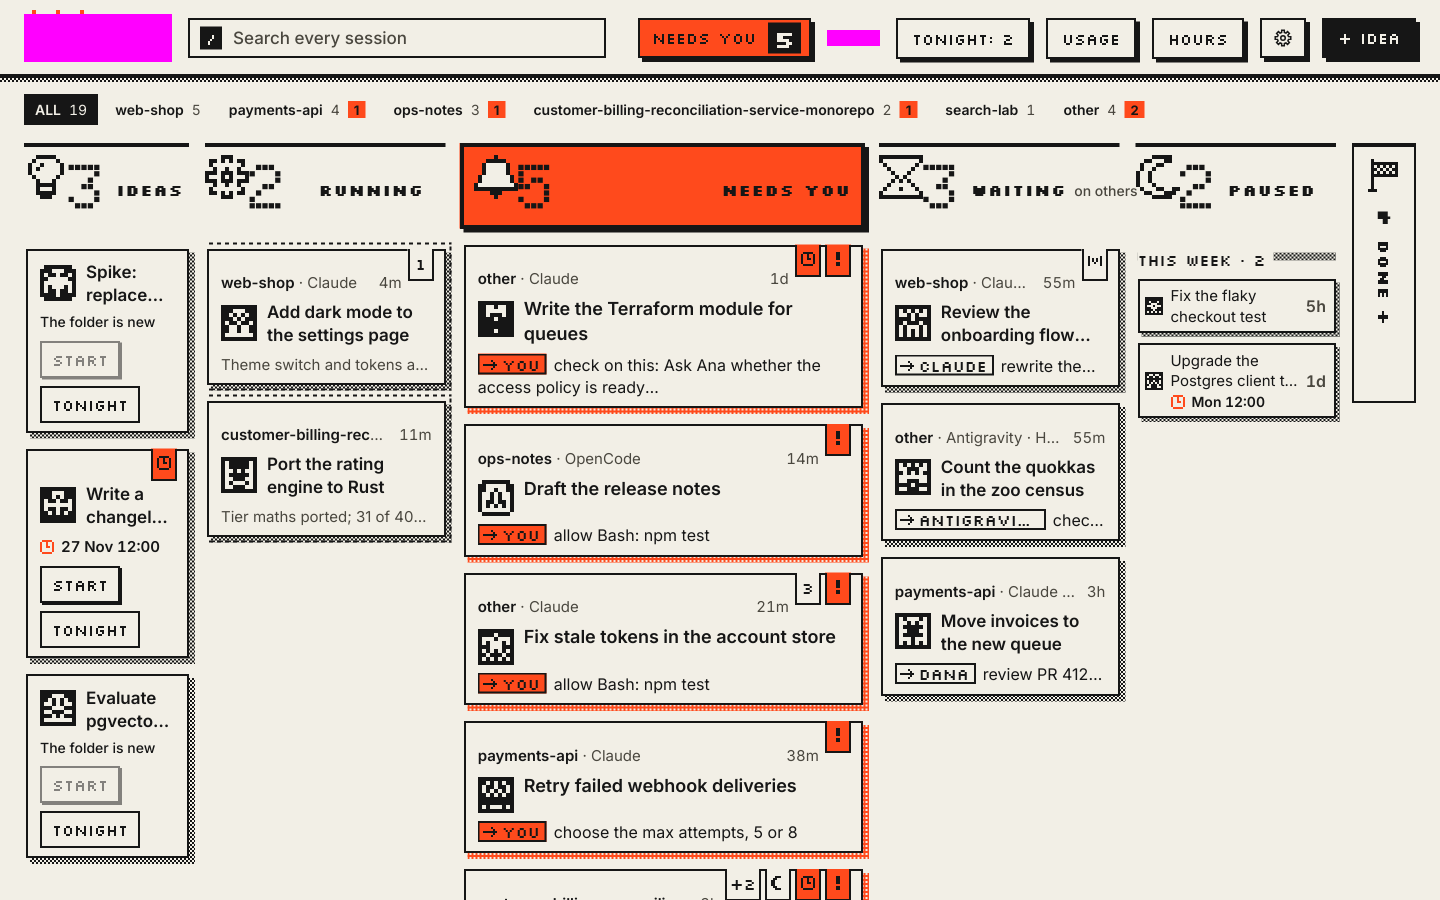 / Search every session
NEEDS YOU 5
TONIGHT: 2
USAGE
HOURS
+ IDEA
ALL 19
web-shop 5
payments-api 4 1
ops-notes 3 1
customer-billing-reconciliation-service-monorepo 2 1
search-lab 1
other 4 2
3 IDEAS
Spike:
replace...
The folder is new
START
TONIGHT
Write a
changel...
27 Nov 12:00
START
TONIGHT
Evaluate
pgvecto...
The folder is new
START
TONIGHT
2 RUNNING
1
web-shop · Claude 4m
Add dark mode to
the settings page
Theme switch and tokens a...
customer-billing-rec... 11m
Port the rating
engine to Rust
Tier maths ported; 31 of 40...
5 NEEDS YOU
!
other · Claude 1d
Write the Terraform module for
queues
→ YOU check on this: Ask Ana whether the
access policy is ready...
!
ops-notes · OpenCode 14m
Draft the release notes
→ YOU allow Bash: npm test
3 !
other · Claude 21m
Fix stale tokens in the account store
→ YOU allow Bash: npm test
!
payments-api · Claude 38m
Retry failed webhook deliveries
→ YOU choose the max attempts, 5 or 8
+2 !
3 WAITING on others
web-shop · Clau... 55m
Review the
onboarding flow...
→ CLAUDE rewrite the...
other · Antigravity · H... 55m
Count the quokkas
in the zoo census
→ ANTIGRAVI... chec...
payments-api · Claude ... 3h
Move invoices to
the new queue
→ DANA review PR 412...
2 PAUSED
THIS WEEK · 2
Fix the flaky
checkout test 5h
Upgrade the
Postgres client t... 1d
Mon 12:00
4 DONE +